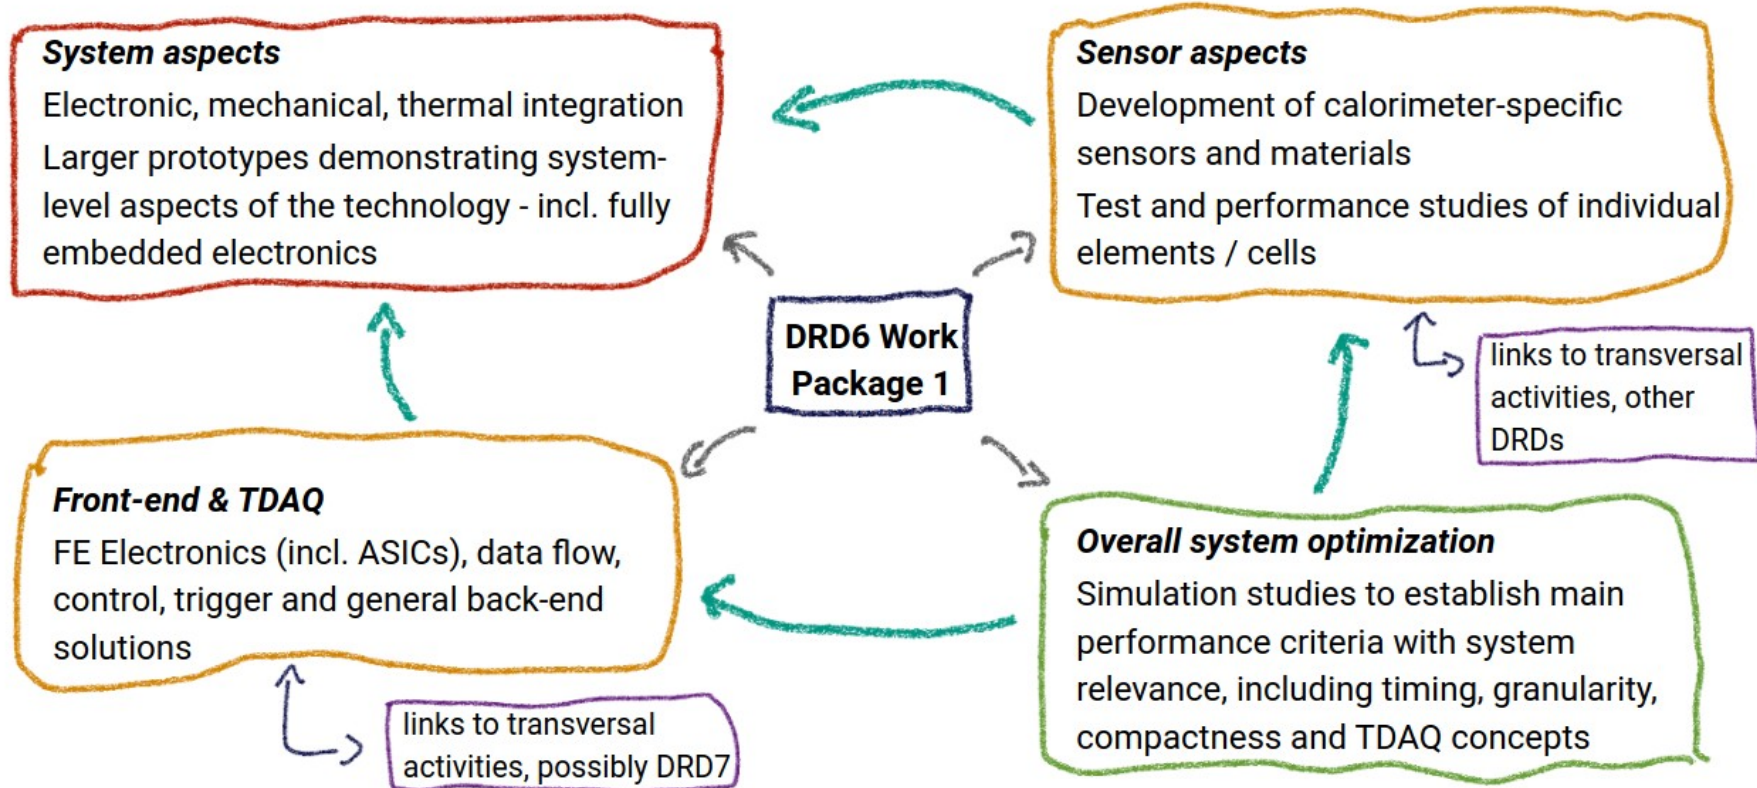 System aspects
Electronic, mechanical, thermal integration
Larger prototypes demonstrating system-
level aspects of the technology - incl. fully
embedded electronics
Sensor aspects
Development of calorimeter-specific
sensors and materials
Test and performance studies of individual
elements / cells
DRD6 Work
Package 1
links to transversal
activities, other
DRDs
Front-end & TDAQ
FE Electronics (incl. ASICs), data flow,
control, trigger and general back-end
solutions
links to transversal
activities, possibly DRD7
Overall system optimization
Simulation studies to establish main
performance criteria with system
relevance, including timing, granularity,
compactness and TDAQ concepts